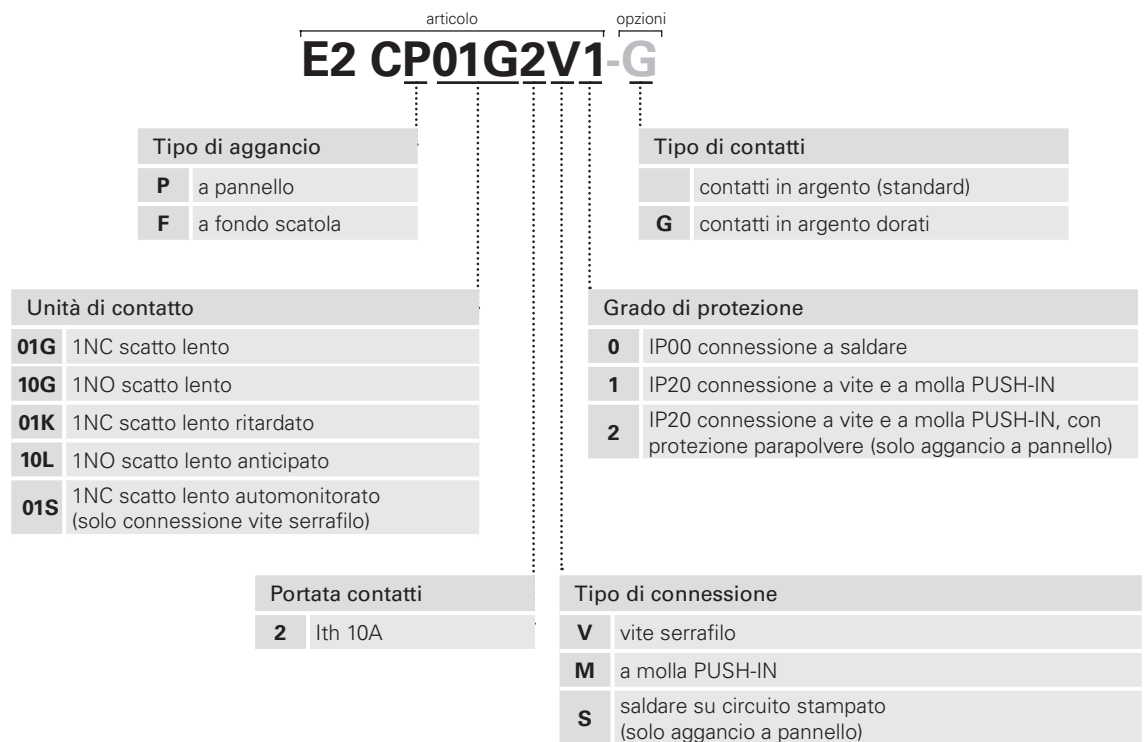 articolo opzioni
E2 CP01G2V1-G
Tipo di aggancio
P a pannello
F a fondo scatola
Tipo di contatti
contatti in argento (standard)
G contatti in argento dorati
Unità di contatto
01G 1NC scatto lento
10G 1NO scatto lento
01K 1NC scatto lento ritardato
10L 1NO scatto lento anticipato
01S 1NC scatto lento automonitorato
(solo connessione vite serrafilo)
Grado di protezione
0 IP00 connessione a saldare
1 IP20 connessione a vite e a molla PUSH-IN
2 IP20 connessione a vite e a molla PUSH-IN, con
protezione parapolvere (solo aggancio a pannello)
Portata contatti
2 Ith 10A
Tipo di connessione
V vite serrafilo
M a molla PUSH-IN
S saldare su circuito stampato
(solo aggancio a pannello)